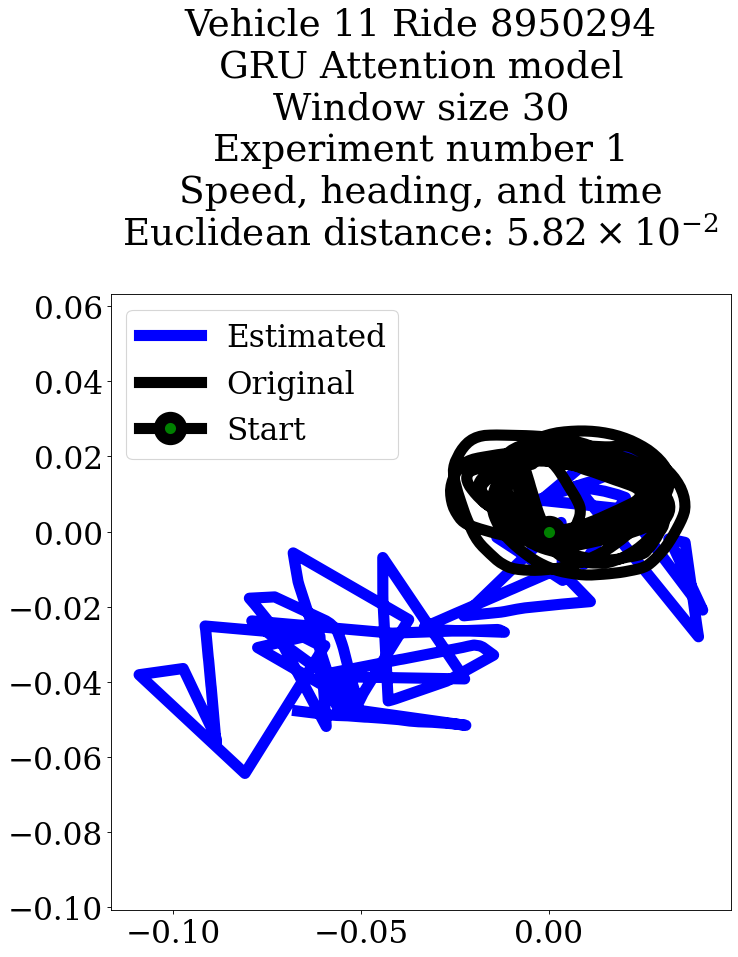 Vehicle 11 Ride 8950294
GRU Attention model
Window size 30
Experiment number 1
Speed, heading, and time
Euclidean distance: 5.82 × 10⁻²
Estimated
Original
Start
0.06
0.04
0.02
0.00
−0.02
−0.04
−0.06
−0.08
−0.10
−0.10
−0.05
0.00